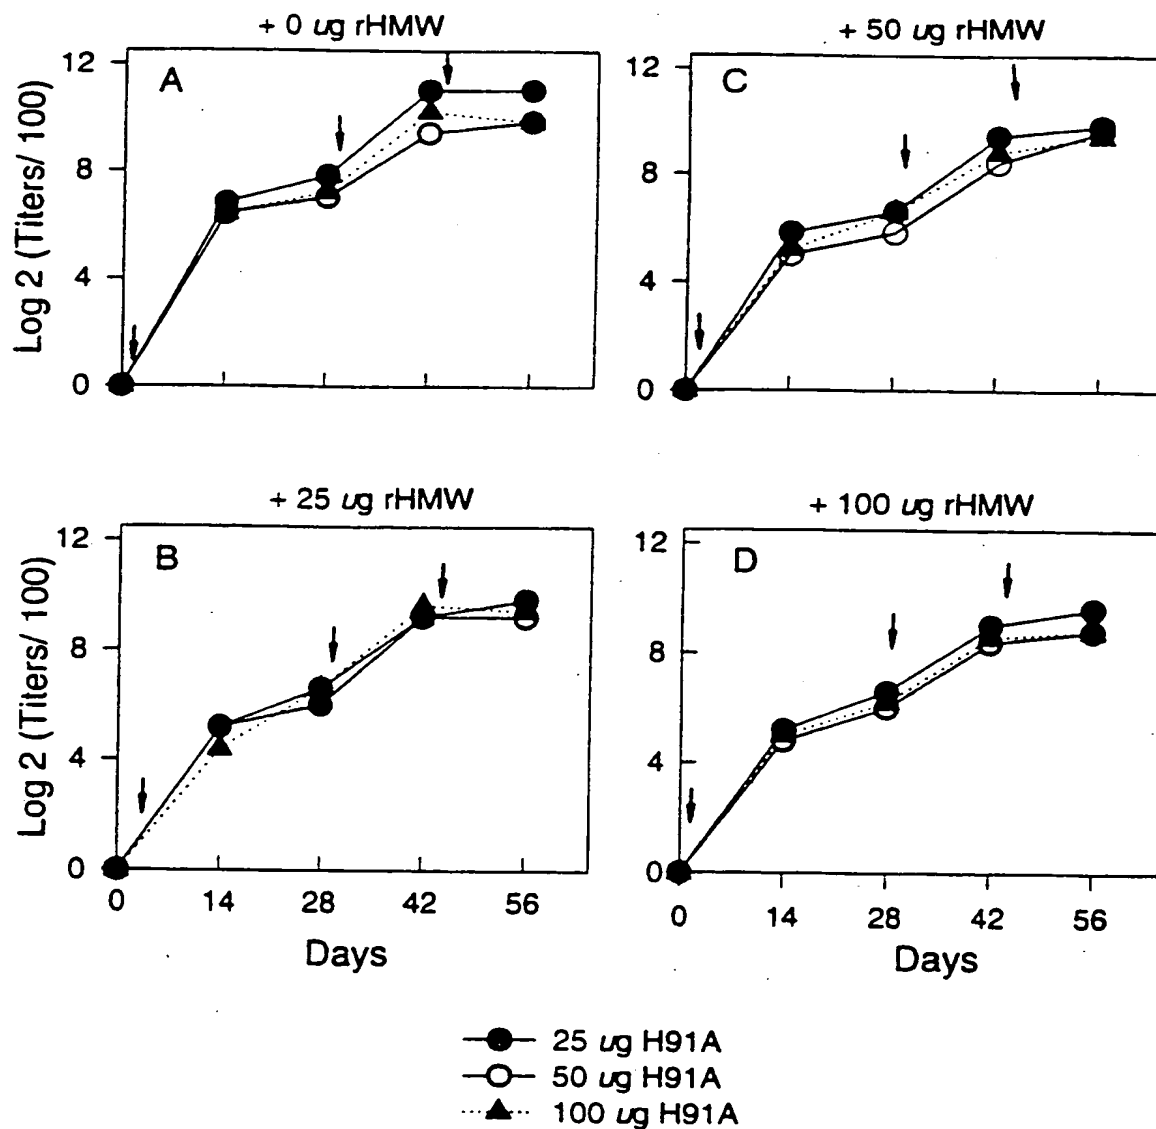 + 0 ug rHMW
A
Log 2 (Titers/ 100)
12
8
4
0
+ 50 ug rHMW
C
12
8
4
0
+ 25 ug rHMW
B
Log 2 (Titers/ 100)
12
8
4
0
0 14 28 42 56
Days
+ 100 ug rHMW
D
12
8
4
0
0 14 28 42 56
Days
25 ug H91A
50 ug H91A
100 ug H91A